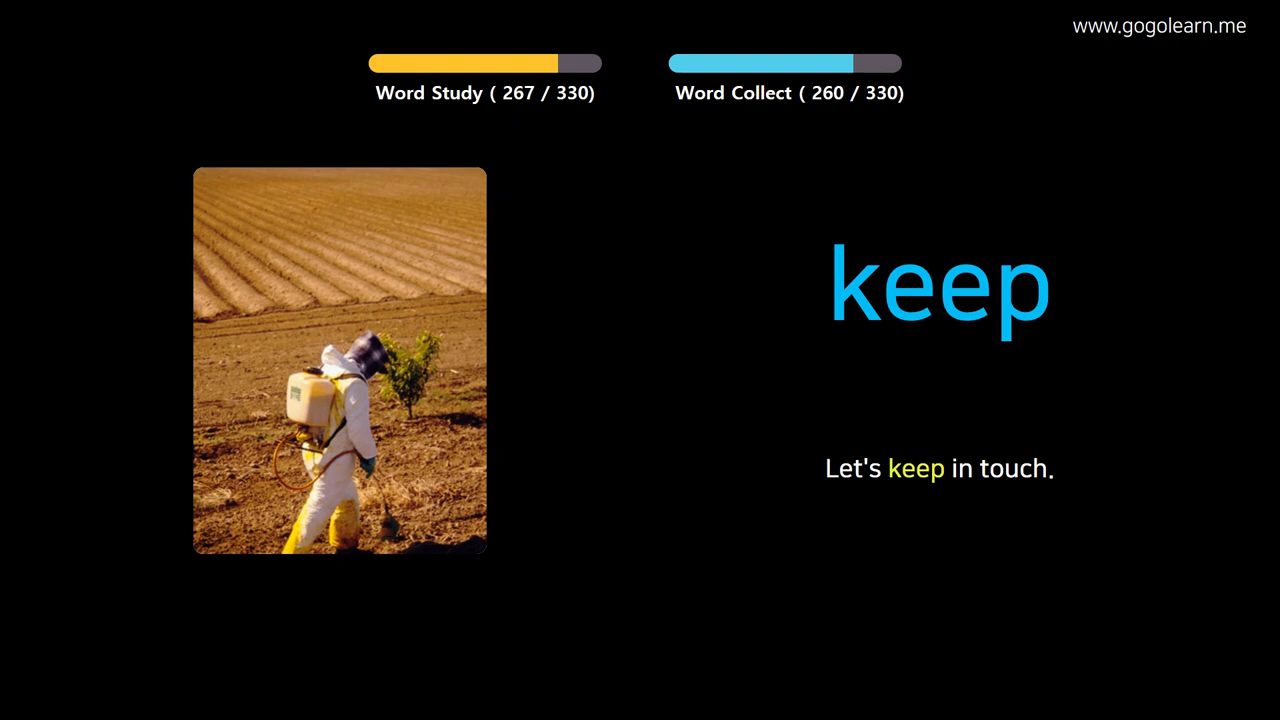 www.gogolearn.me
Word Study ( 267 / 330)
Word Collect ( 260 / 330)
keep
Let's keep in touch.